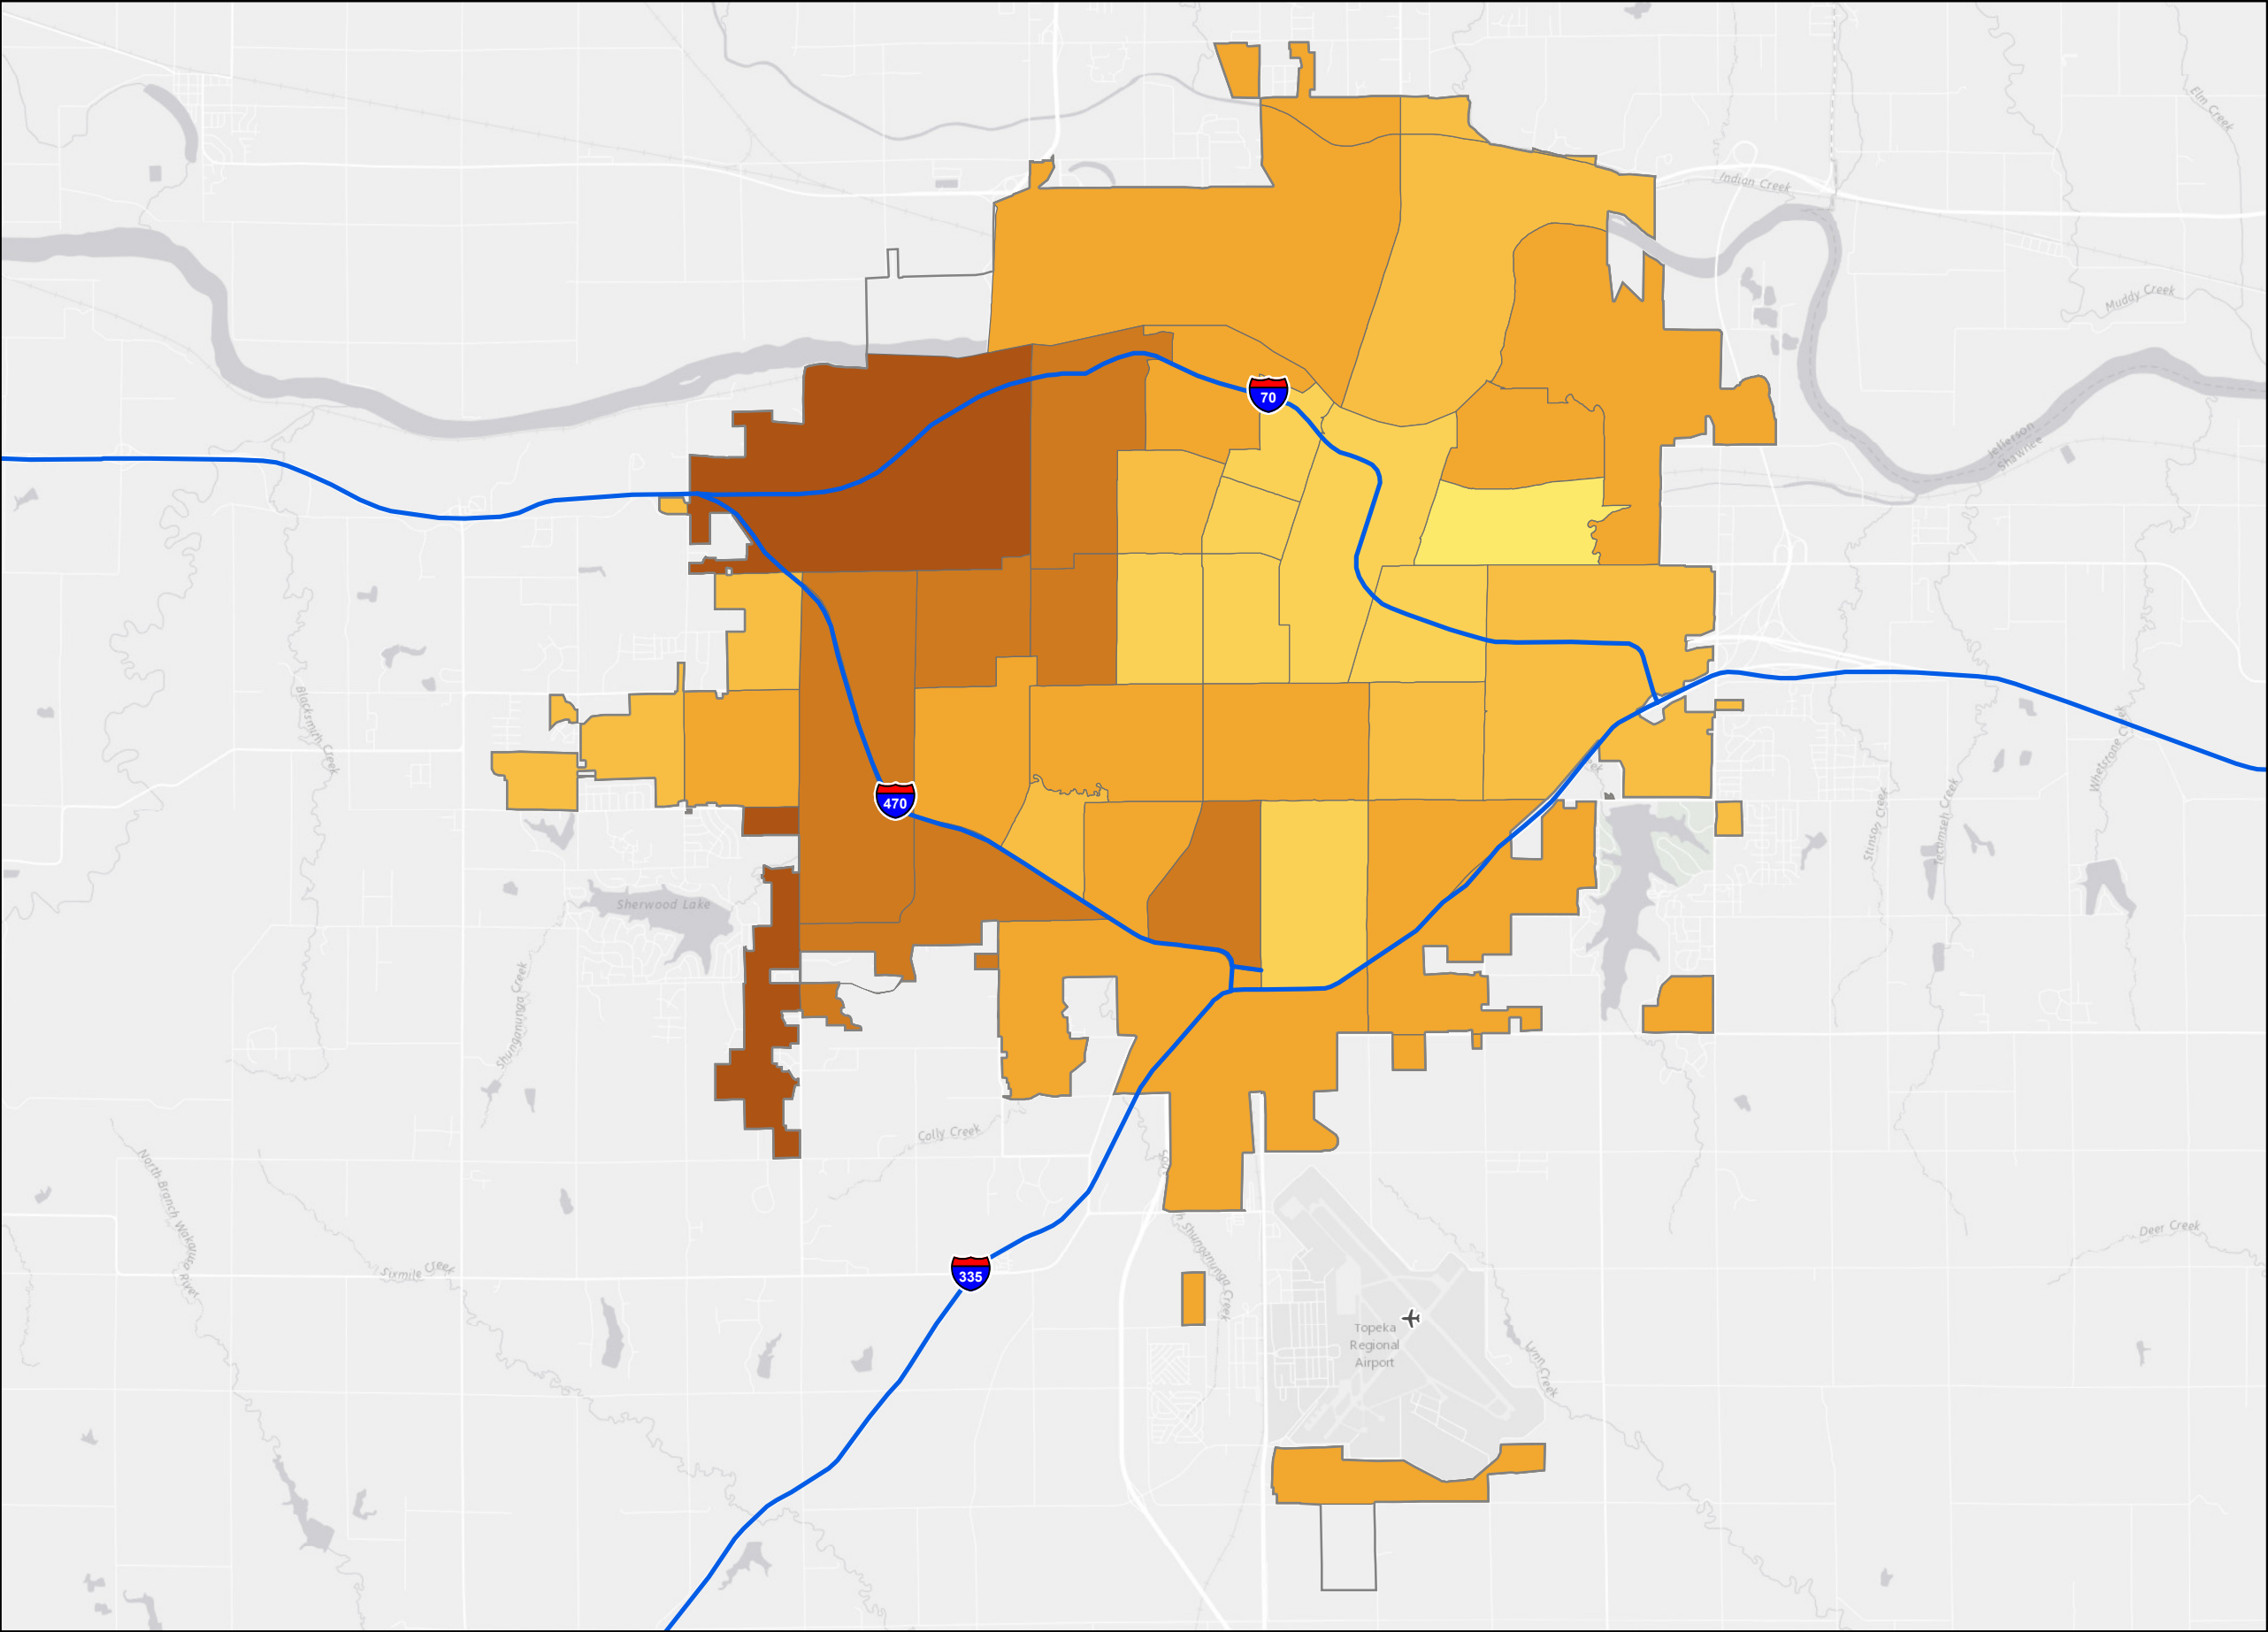 Elm Creek
Indian Creek
Muddy Creek
70
Jefferson
Shawnee
Blacksmith Creek
Whetstone Creek
470
Stinson Creek
Tecumseh Creek
Sherwood Lake
Shunganunga Creek
Colly Creek
North Branch Wakarusa River
Shunganunga Creek
Deer Creek
Sixmile Creek
335
Topeka
Regional
Airport
Lynn Creek